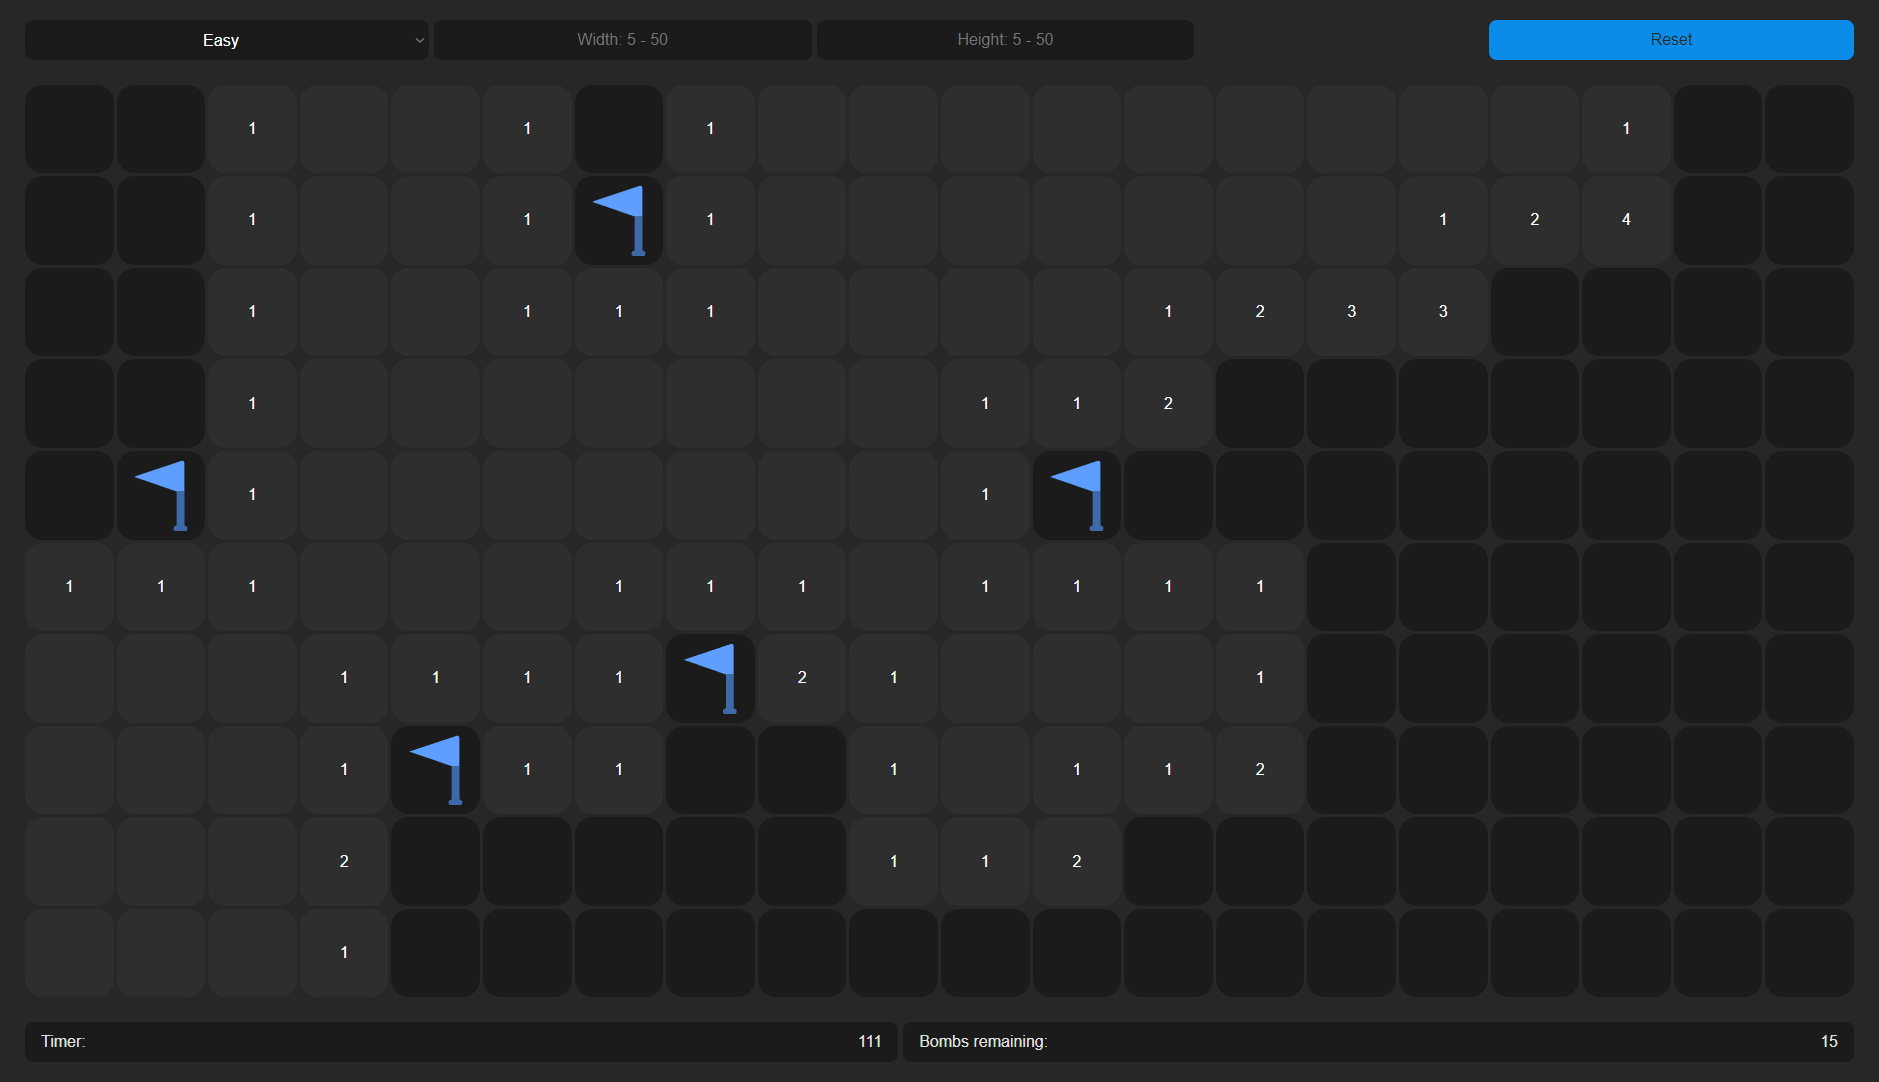 Easy Width: 5 - 50 Height: 5 - 50 Reset
1 1 1 1
1 1 1 1 2 4
1 1 1 1 1 2 3 3
1 1 1 2
1 1
1 1 1 1 1 1 1 1 1 1
1 1 1 1 2 1 1
1 1 1 1 1 1 2
2 1 1 2
1
Timer: 111 Bombs remaining: 15